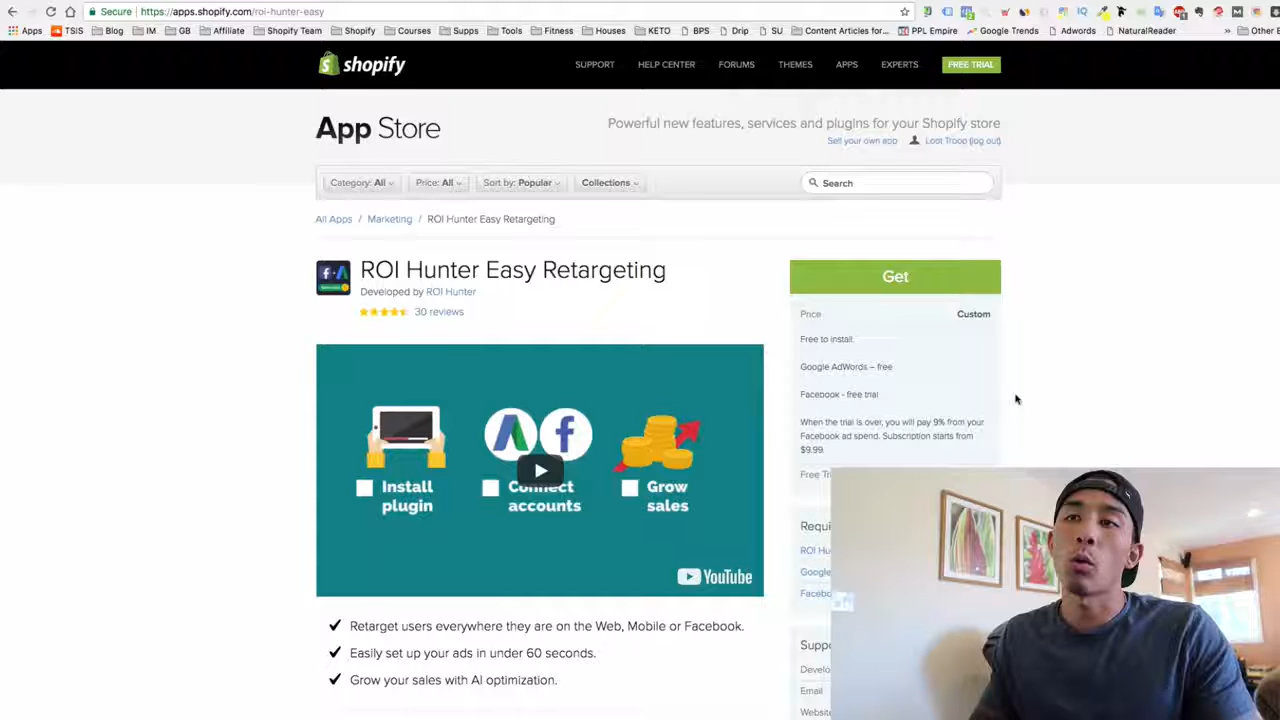 Secure https://apps.shopify.com/roi-hunter-easy
Apps TSIS Blog IM GB Affiliate Shopify Team Shopify Courses Supps Tools Fitness Houses KETO BPS Drip SU Content Articles for... PPL Empire Google Trends Adwords NaturalReader » Other
shopify SUPPORT HELP CENTER FORUMS THEMES APPS EXPERTS FREE TRIAL
App Store
Powerful new features, services and plugins for your Shopify store
Sell your own app Loot Troop (log out)
Category: All Price: All Sort by: Popular Collections Search
All Apps / Marketing / ROI Hunter Easy Retargeting
ROI Hunter Easy Retargeting
Developed by ROI Hunter
30 reviews
Install plugin
Connect accounts
Grow sales
YouTube
✔ Retarget users everywhere they are on the Web, Mobile or Facebook.
✔ Easily set up your ads in under 60 seconds.
✔ Grow your sales with AI optimization.
Get
Price Custom
Free to install.
Google AdWords – free
Facebook - free trial
When the trial is over, you will pay 9% from your
Facebook ad spend. Subscription starts from
$9.99.
Free
ROI
Google
Email